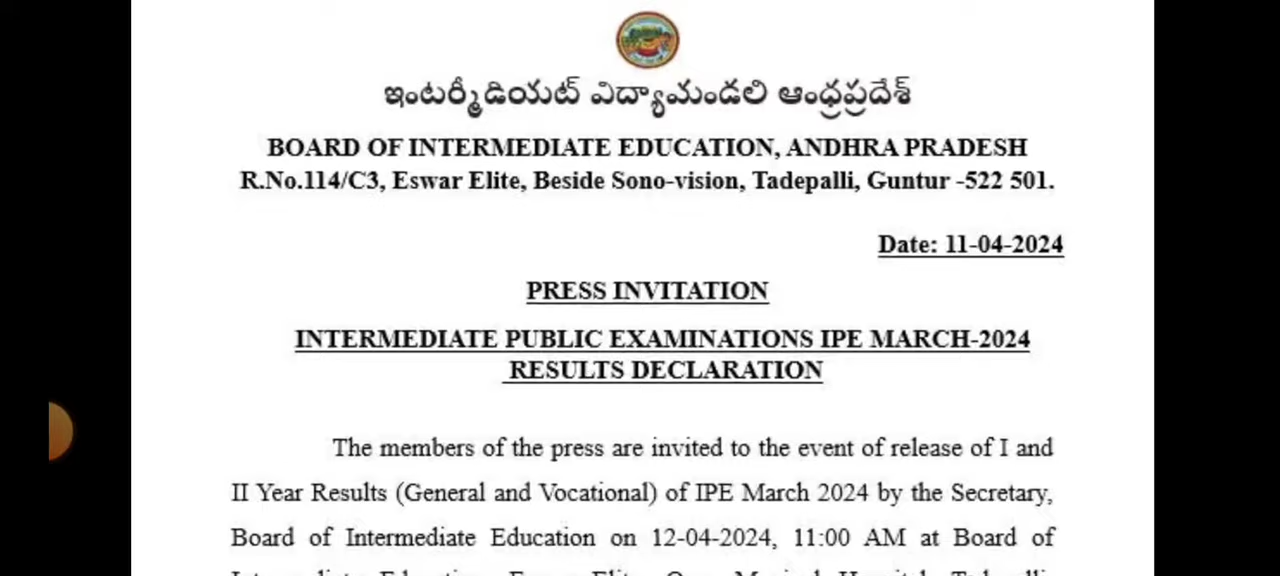 ఇంటర్మీడియట్ విద్యామండలి ఆంధ్రప్రదేశ్
BOARD OF INTERMEDIATE EDUCATION, ANDHRA PRADESH
R.No.114/C3, Eswar Elite, Beside Sono-vision, Tadepalli, Guntur -522 501.
Date: 11-04-2024
PRESS INVITATION
INTERMEDIATE PUBLIC EXAMINATIONS IPE MARCH-2024
RESULTS DECLARATION
The members of the press are invited to the event of release of I and
II Year Results (General and Vocational) of IPE March 2024 by the Secretary,
Board of Intermediate Education on 12-04-2024, 11:00 AM at Board of